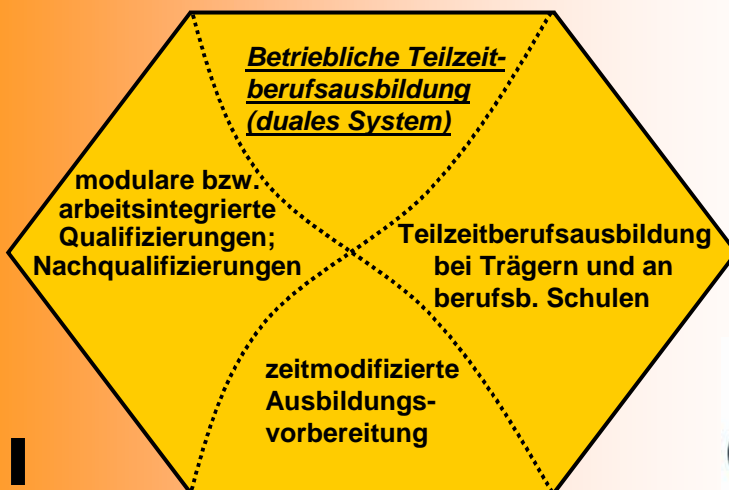 Betriebliche Teilzeit-
berufsausbildung
(duales System)
modulare bzw.
arbeitsintegrierte
Qualifizierungen;
Nachqualifizierungen
Teilzeitberufsausbildung
bei Trägern und an
berufsb. Schulen
zeitmodifizierte
Ausbildungs-
vorbereitung